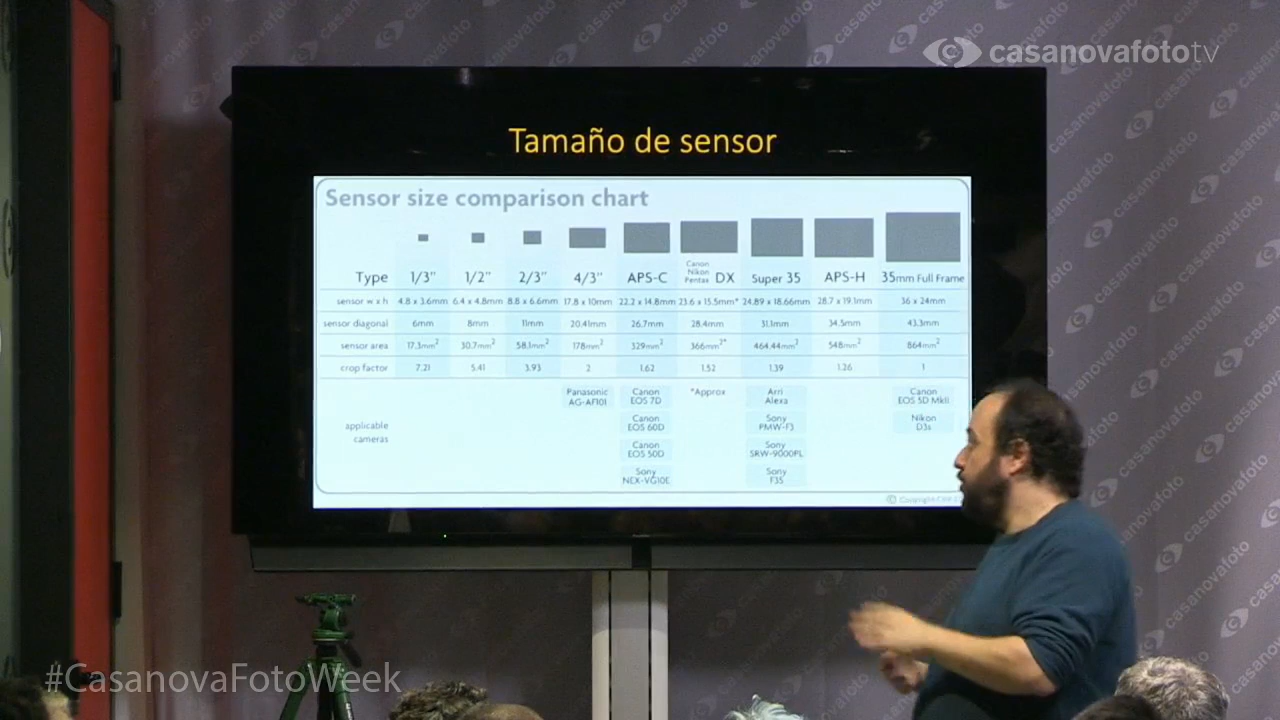 casanovafototv
Tamaño de sensor
Sensor size comparison chart
Canon
Nikon
Pentax
Type 1/3" 1/2" 2/3" 4/3" APS-C DX Super 35 APS-H 35mm Full Frame
sensor w x h 4.8 x 3.6mm 6.4 x 4.8mm 8.8 x 6.6mm 17.8 x 10mm 22.2 x 14.8mm 23.6 x 15.5mm* 24.89 x 18.66mm 28.7 x 19.1mm 36 x 24mm
sensor diagonal 6mm 8mm 11mm 20.41mm 26.7mm 28.4mm 31.1mm 34.5mm 43.3mm
sensor area 17.3mm² 30.7mm² 58.1mm² 178mm² 329mm² 366mm²* 464.44mm² 548mm² 864mm²
crop factor 7.21 5.41 3.93 2 1.62 1.52 1.39 1.26 1
applicable
cameras
Panasonic
AG-AF101
Canon
EOS 7D
Canon
EOS 60D
Canon
EOS 50D
Sony
NEX-VG10E
*Approx
Arri
Alexa
Sony
PMW-F3
Sony
SRW-9000PL
Sony
F35
Canon
EOS 5D MkII
Nikon
D3s
© Copyright
#CasanovaFotoWeek
casanovafoto